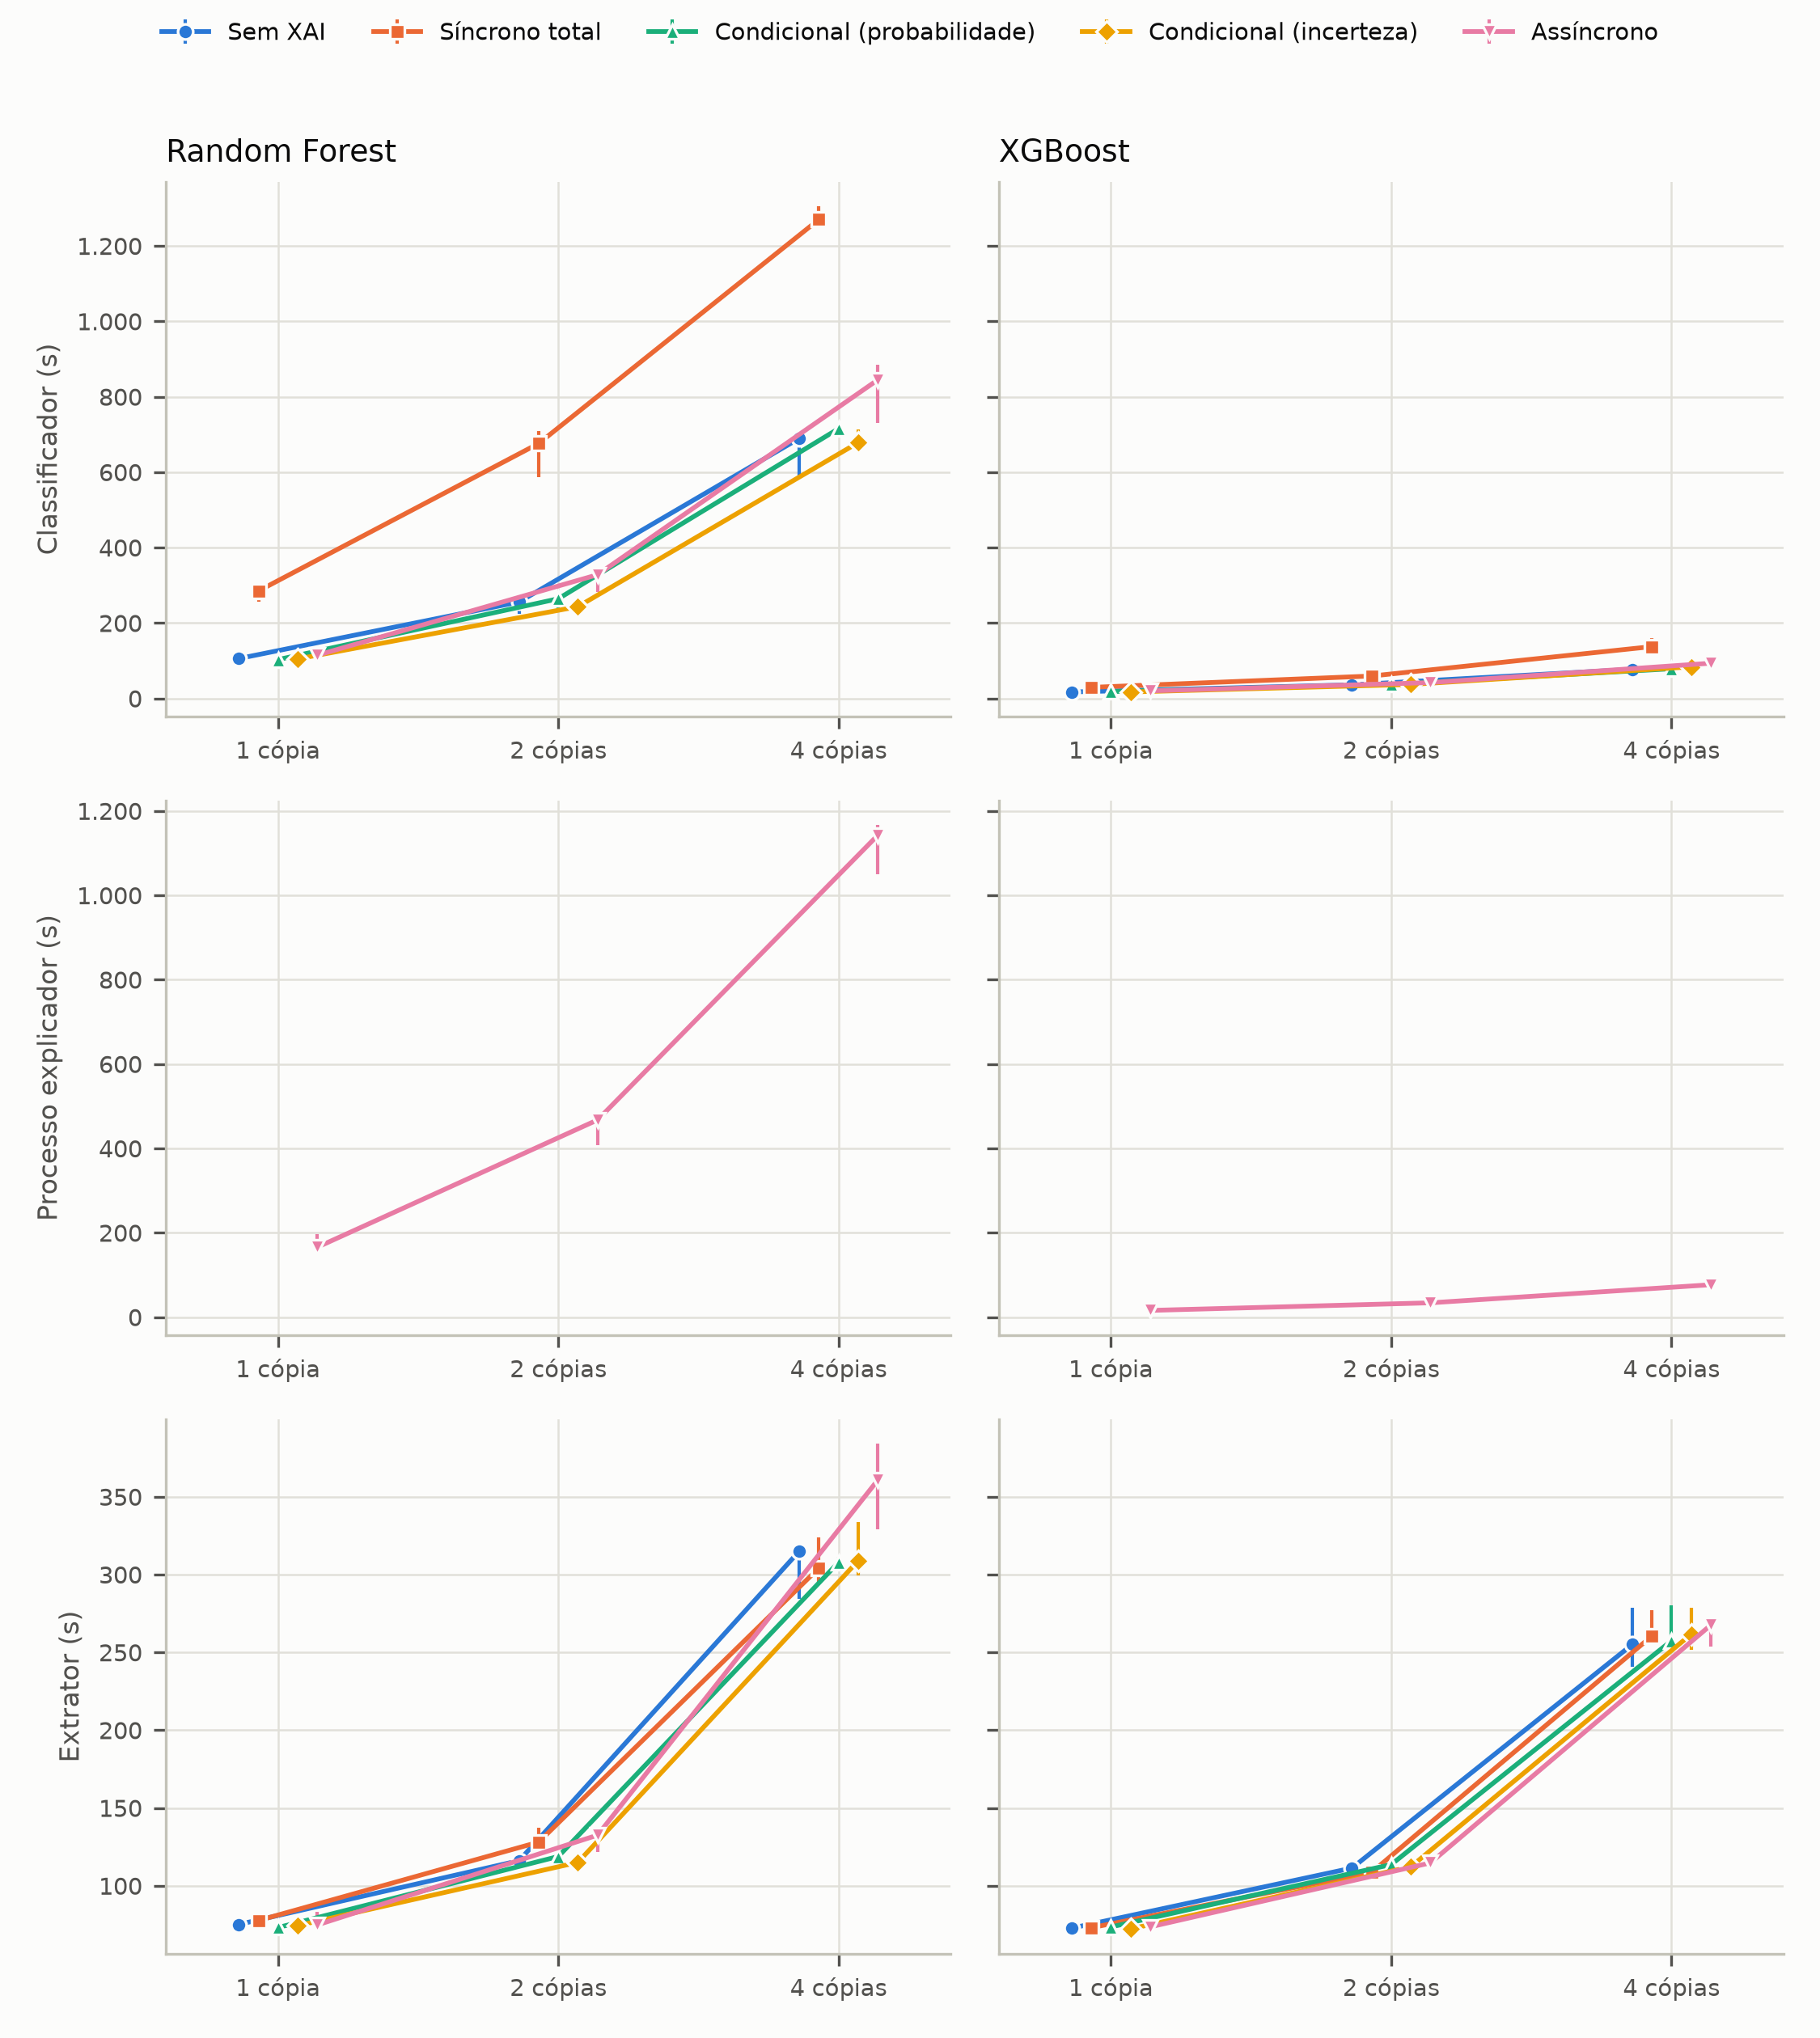 Sem XAI Síncrono total Condicional (probabilidade) Condicional (incerteza) Assíncrono
Random Forest
XGBoost
Classificador (s)
1.200
1.000
800
600
400
200
0
1 cópia 2 cópias 4 cópias
1 cópia 2 cópias 4 cópias
Processo explicador (s)
1.200
1.000
800
600
400
200
0
1 cópia 2 cópias 4 cópias
1 cópia 2 cópias 4 cópias
Extrator (s)
350
300
250
200
150
100
1 cópia 2 cópias 4 cópias
1 cópia 2 cópias 4 cópias